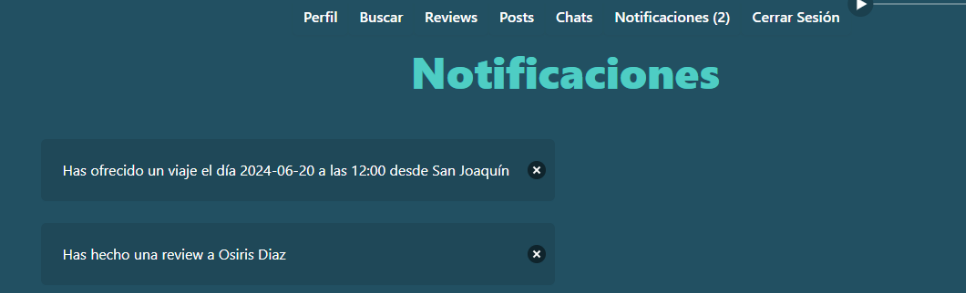 Perfil Buscar Reviews Posts Chats Notificaciones (2) Cerrar Sesión
Notificaciones
Has ofrecido un viaje el día 2024-06-20 a las 12:00 desde San Joaquín
Has hecho una review a Osiris Diaz